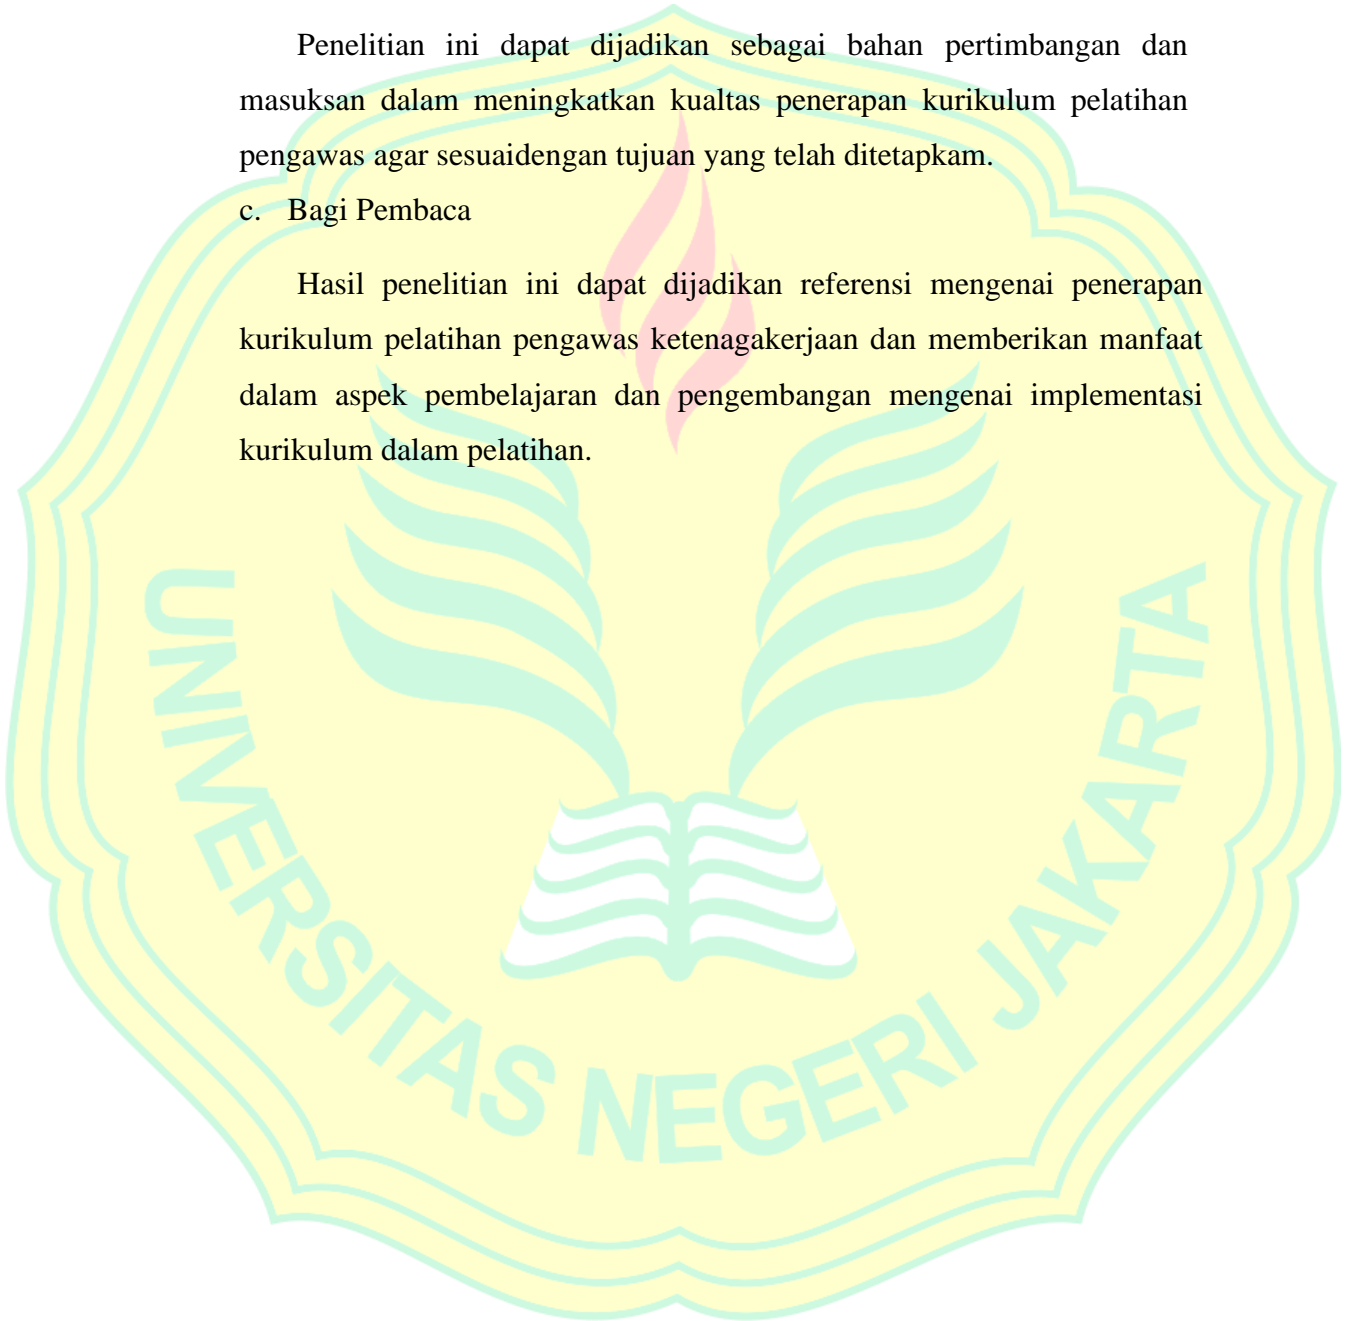 Penelitian ini dapat dijadikan sebagai bahan pertimbangan dan
masuksan dalam meningkatkan kualtas penerapan kurikulum pelatihan
pengawas agar sesuaidengan tujuan yang telah ditetapkam.
c. Bagi Pembaca
Hasil penelitian ini dapat dijadikan referensi mengenai penerapan
kurikulum pelatihan pengawas ketenagakerjaan dan memberikan manfaat
dalam aspek pembelajaran dan pengembangan mengenai implementasi
kurikulum dalam pelatihan.
UNIVERSITAS NEGERI JAKARTA